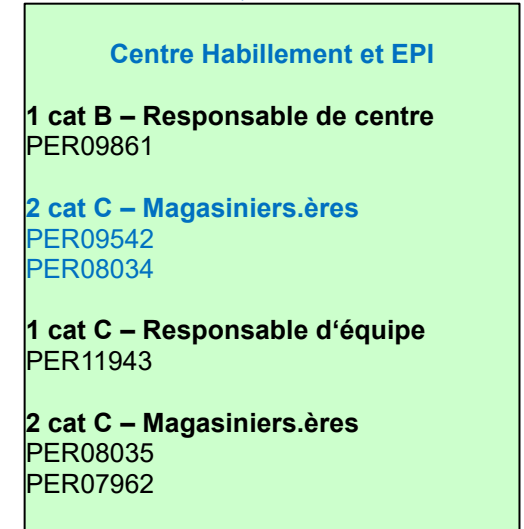 Centre Habillement et EPI
1 cat B – Responsable de centre
PER09861
2 cat C – Magasiniers.ères
PER09542
PER08034
1 cat C – Responsable d‘équipe
PER11943
2 cat C – Magasiniers.ères
PER08035
PER07962